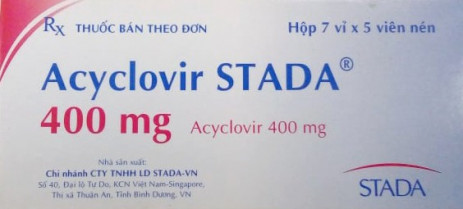 Rx THUỐC BÁN THEO ĐƠN
Hộp 7 vỉ x 5 viên nén
Acyclovir STADA®
400 mg Acyclovir 400 mg
Nhà sản xuất:
Chi nhánh CTY TNHH LD STADA-VN
Số 40, Đại lộ Tự Do, KCN Việt Nam-Singapore,
Thị xã Thuận An, Tỉnh Bình Dương, VN
STADA